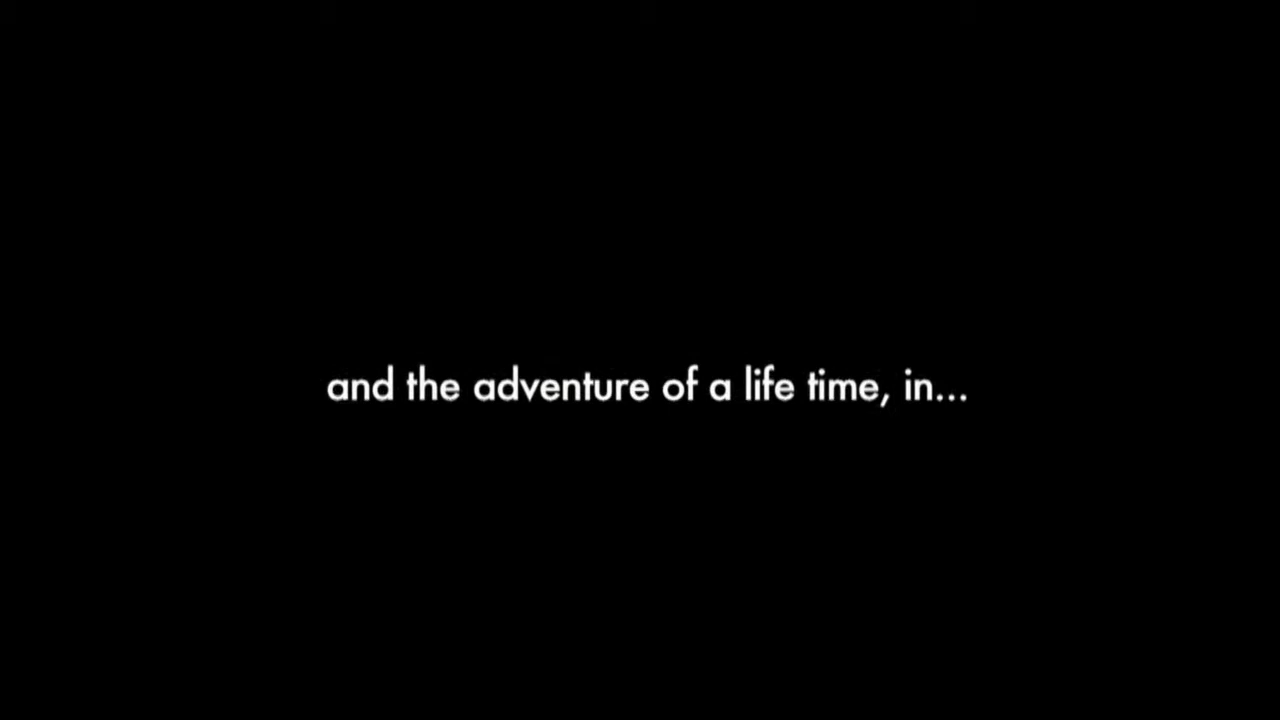 and the adventure of a life time, in...